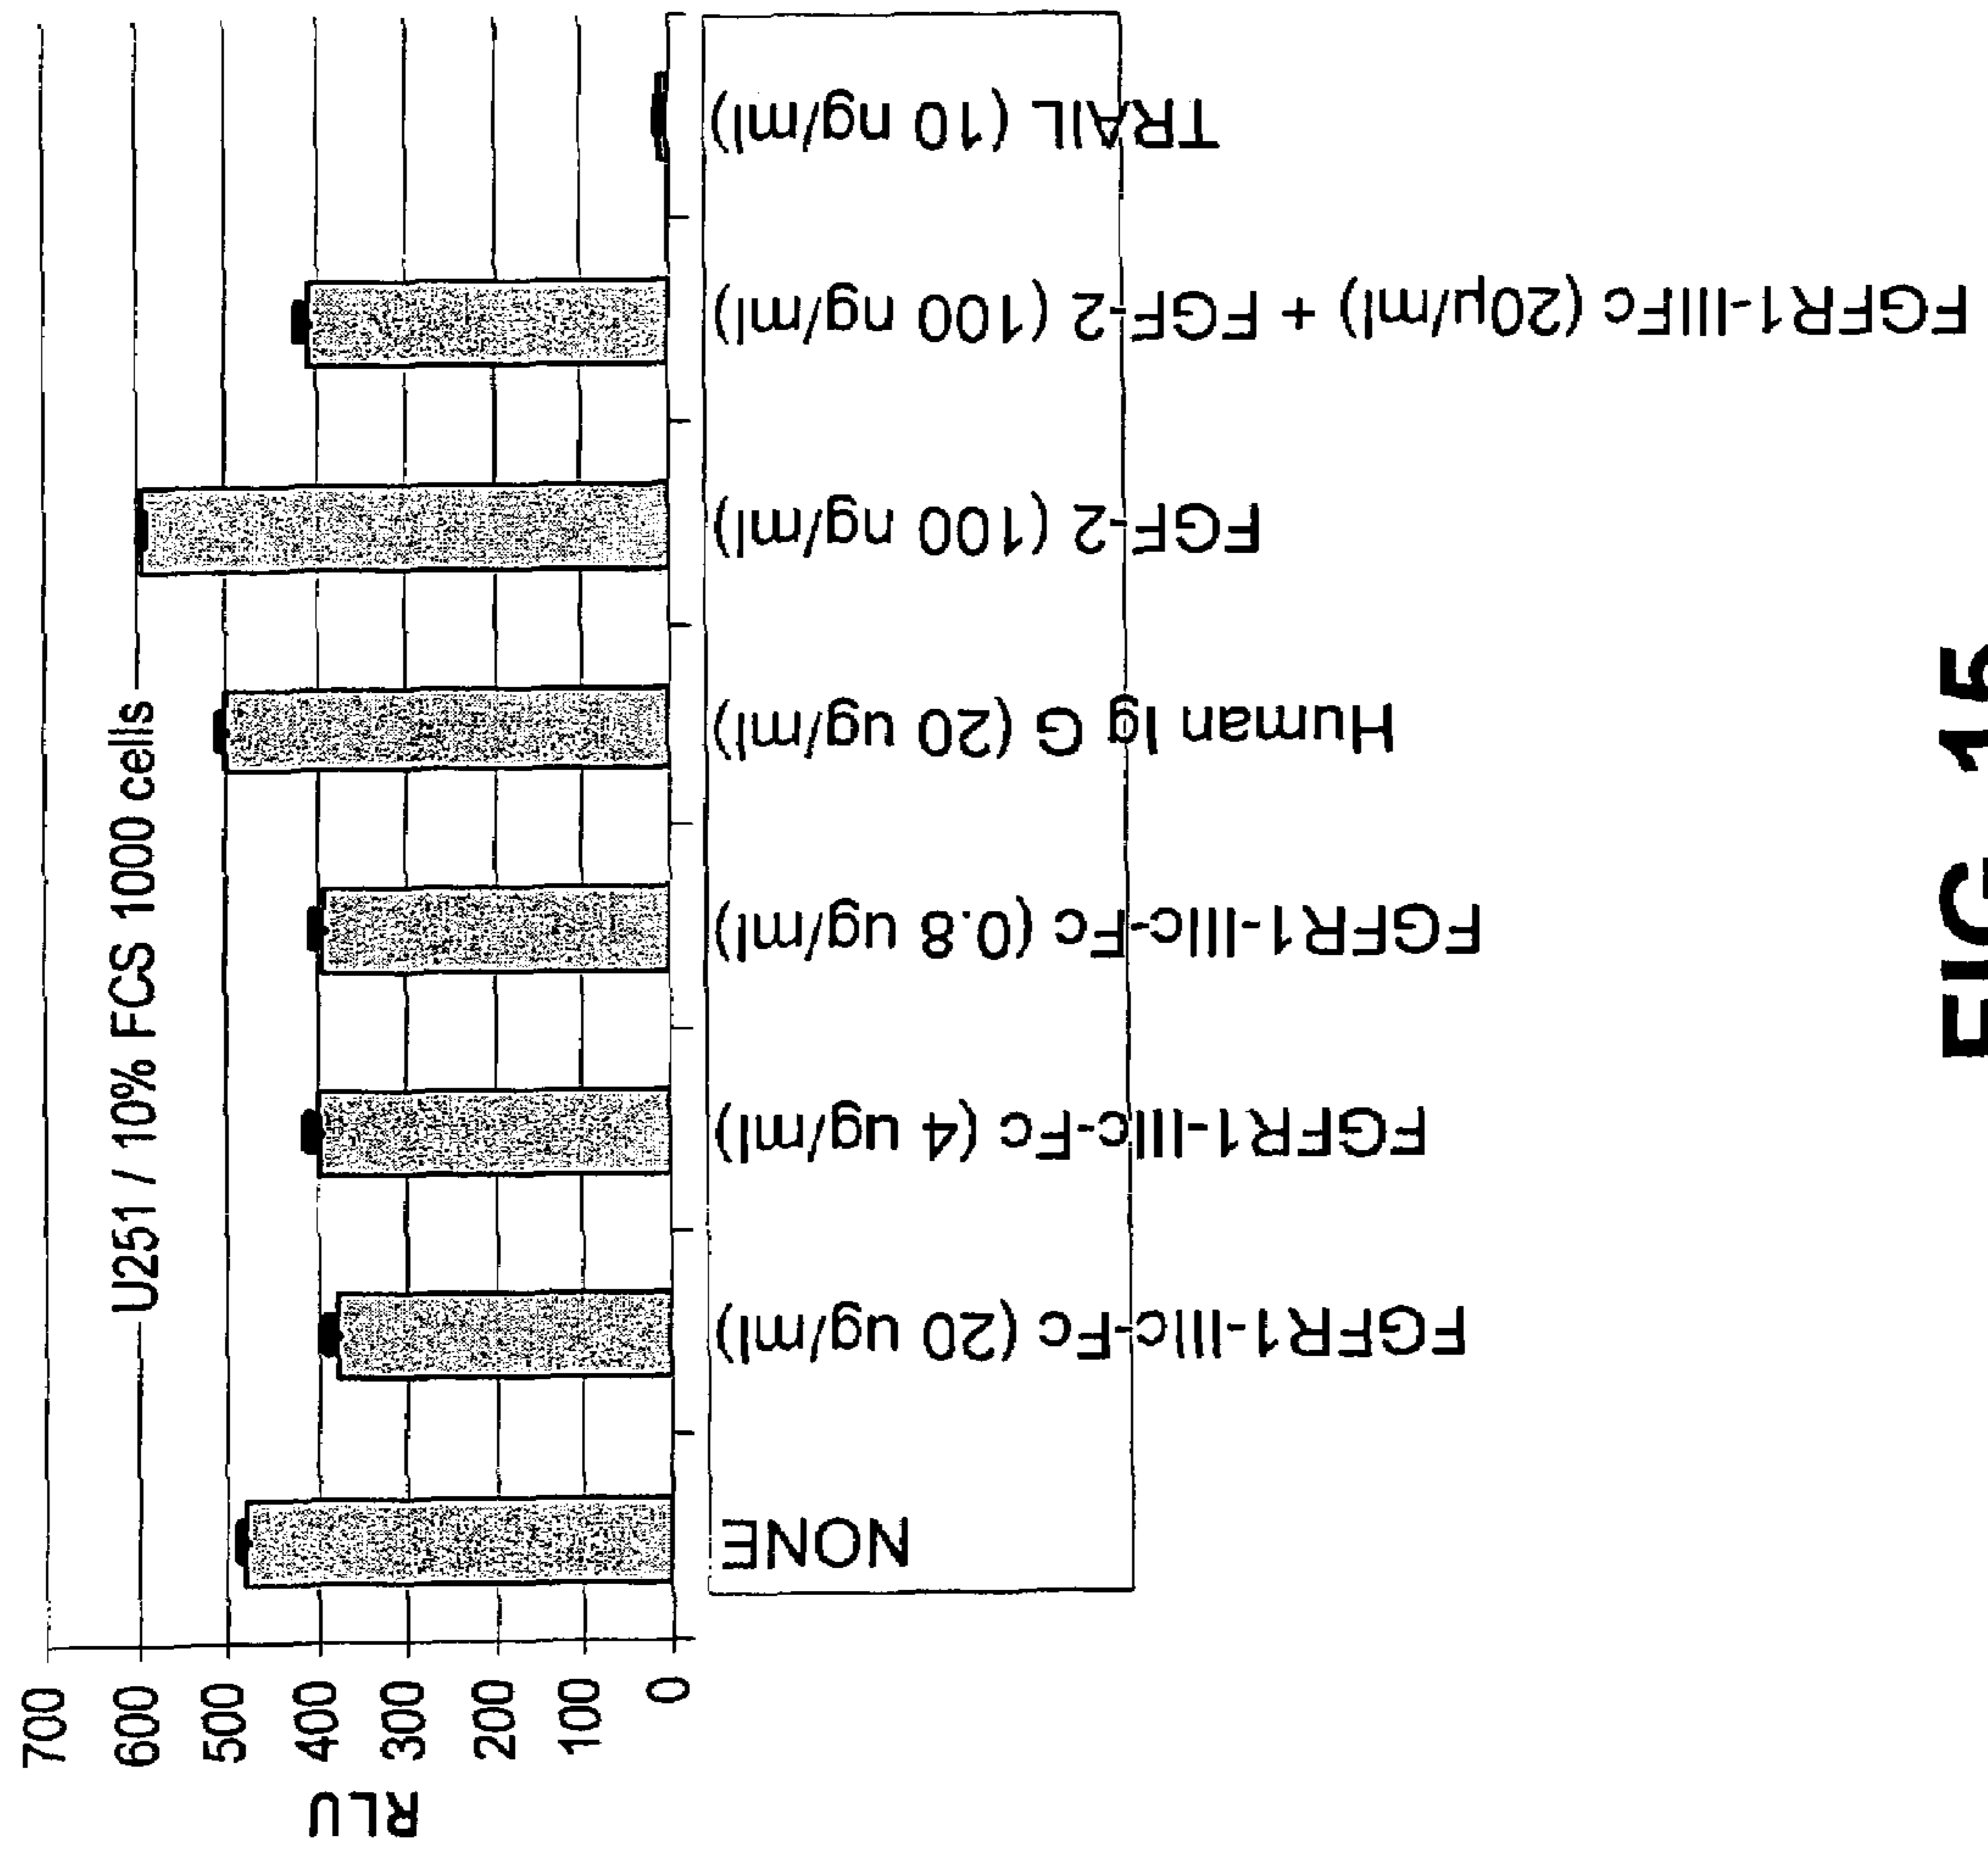 U251 / 10% FCS 1000 cells
RLU
700
600
500
400
300
200
100
0
NONE
FGFR1-IIIc-Fc (20 ug/ml)
FGFR1-IIIc-Fc (4 ug/ml)
FGFR1-IIIc-Fc (0.8 ug/ml)
Human Ig G (20 ug/ml)
FGF-2 (100 ng/ml)
FGFR1-IIIFc (20µ/ml) + FGF-2 (100 ng/ml)
TRAIL (10 ng/ml)
FIG 15